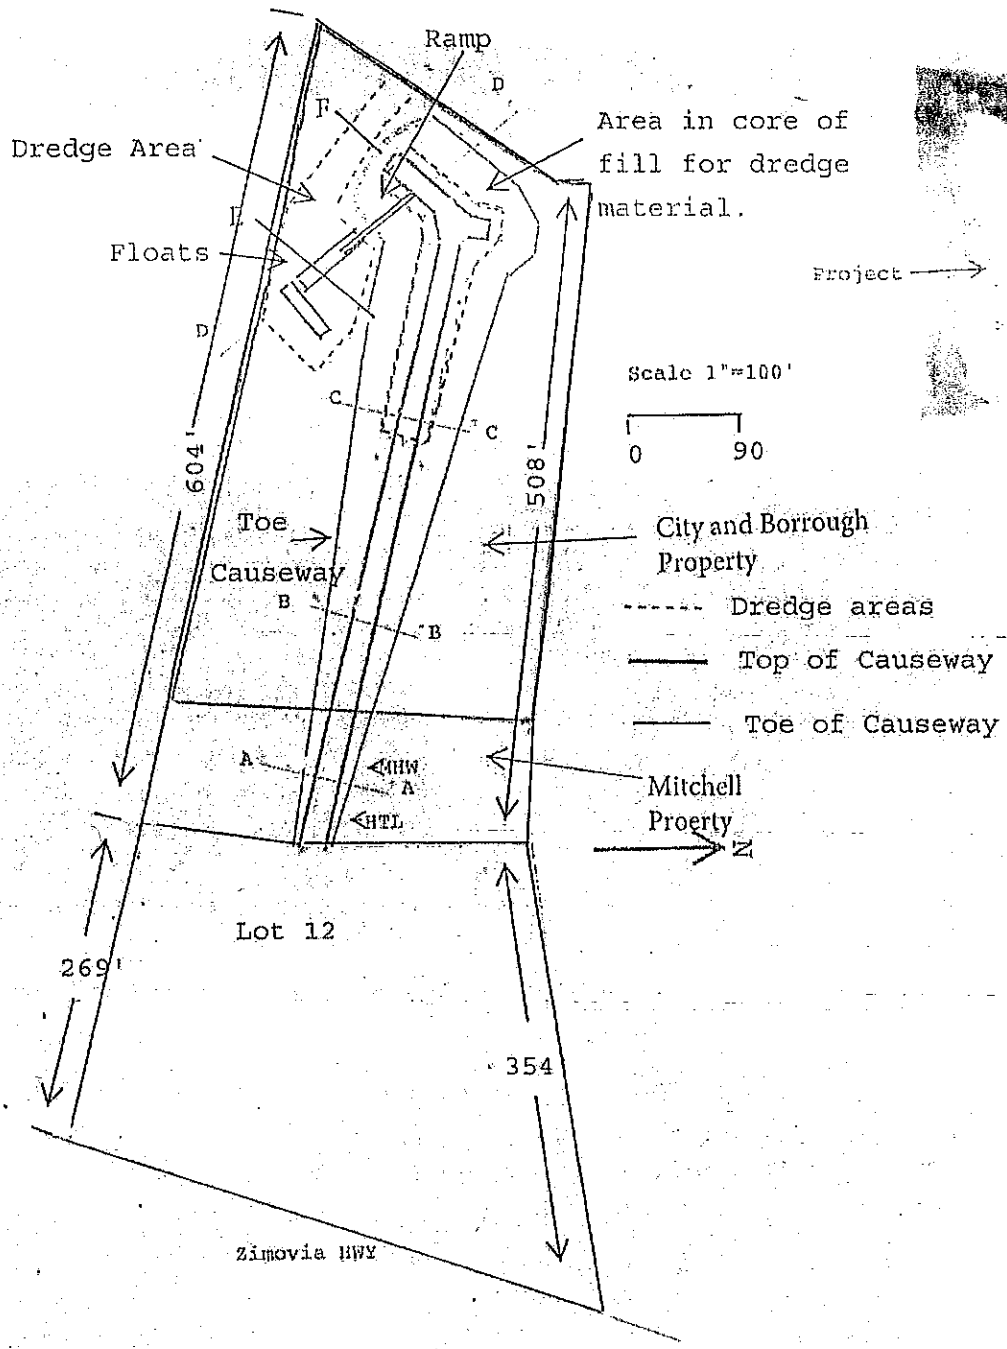 Ramp
D
F
Area in core of
fill for dredge
material.
Dredge Area
E
Floats
Project
D
Scale 1"=100'
C
C
0 90
604'
508'
Toe
Causeway
City and Borrough
Property
B
B
Dredge areas
Top of Causeway
Toe of Causeway
A
MHW
A
Mitchell
Proerty
HTL
N
Lot 12
269'
354
Zimovia HWY